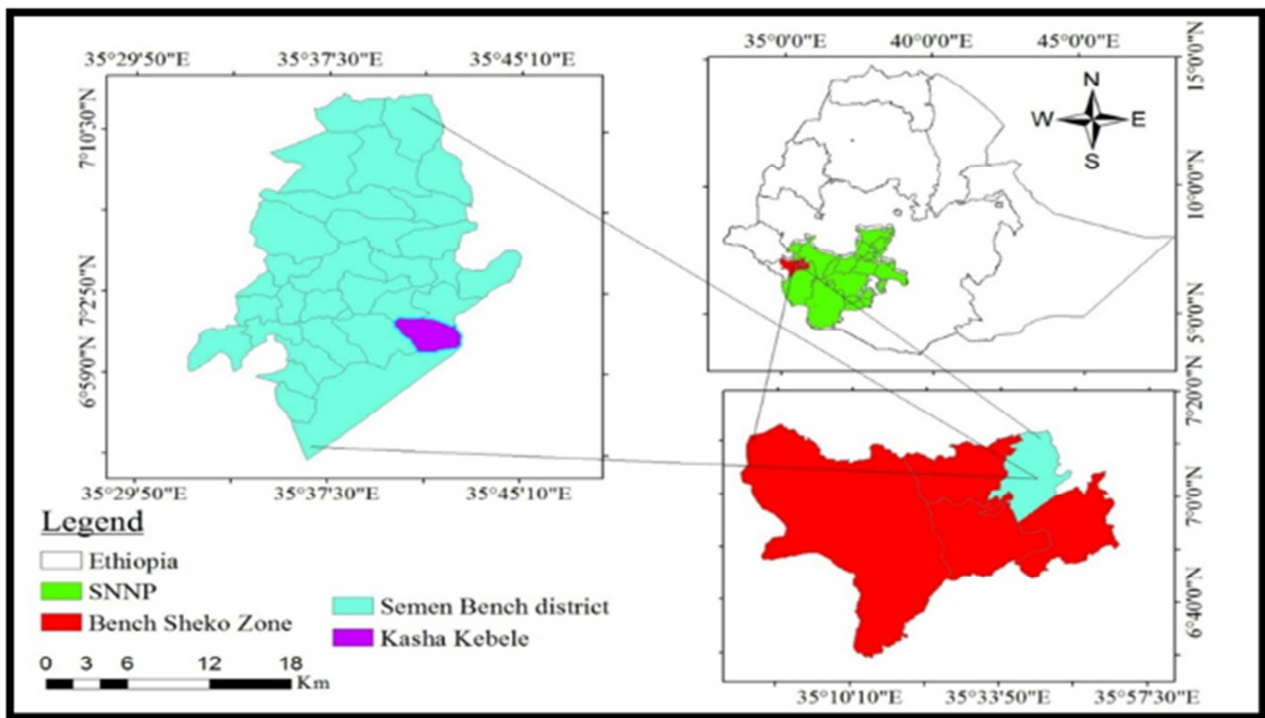 35°29'50"E 35°37'30"E 35°45'10"E
7°10'30"N
7°2'50"N
6°59'0"N
35°29'50"E 35°37'30"E 35°45'10"E
35°0'0"E 40°0'0"E 45°0'0"E
15°0'0"N
10°0'0"N
5°0'0"N
N
W E
S
7°20'0"N
7°0'0"N
6°40'0"N
35°10'10"E 35°33'50"E 35°57'30"E
Legend
Ethiopia
SNNP
Bench Sheko Zone
Semen Bench district
Kasha Kebele
0 3 6 12 18
Km